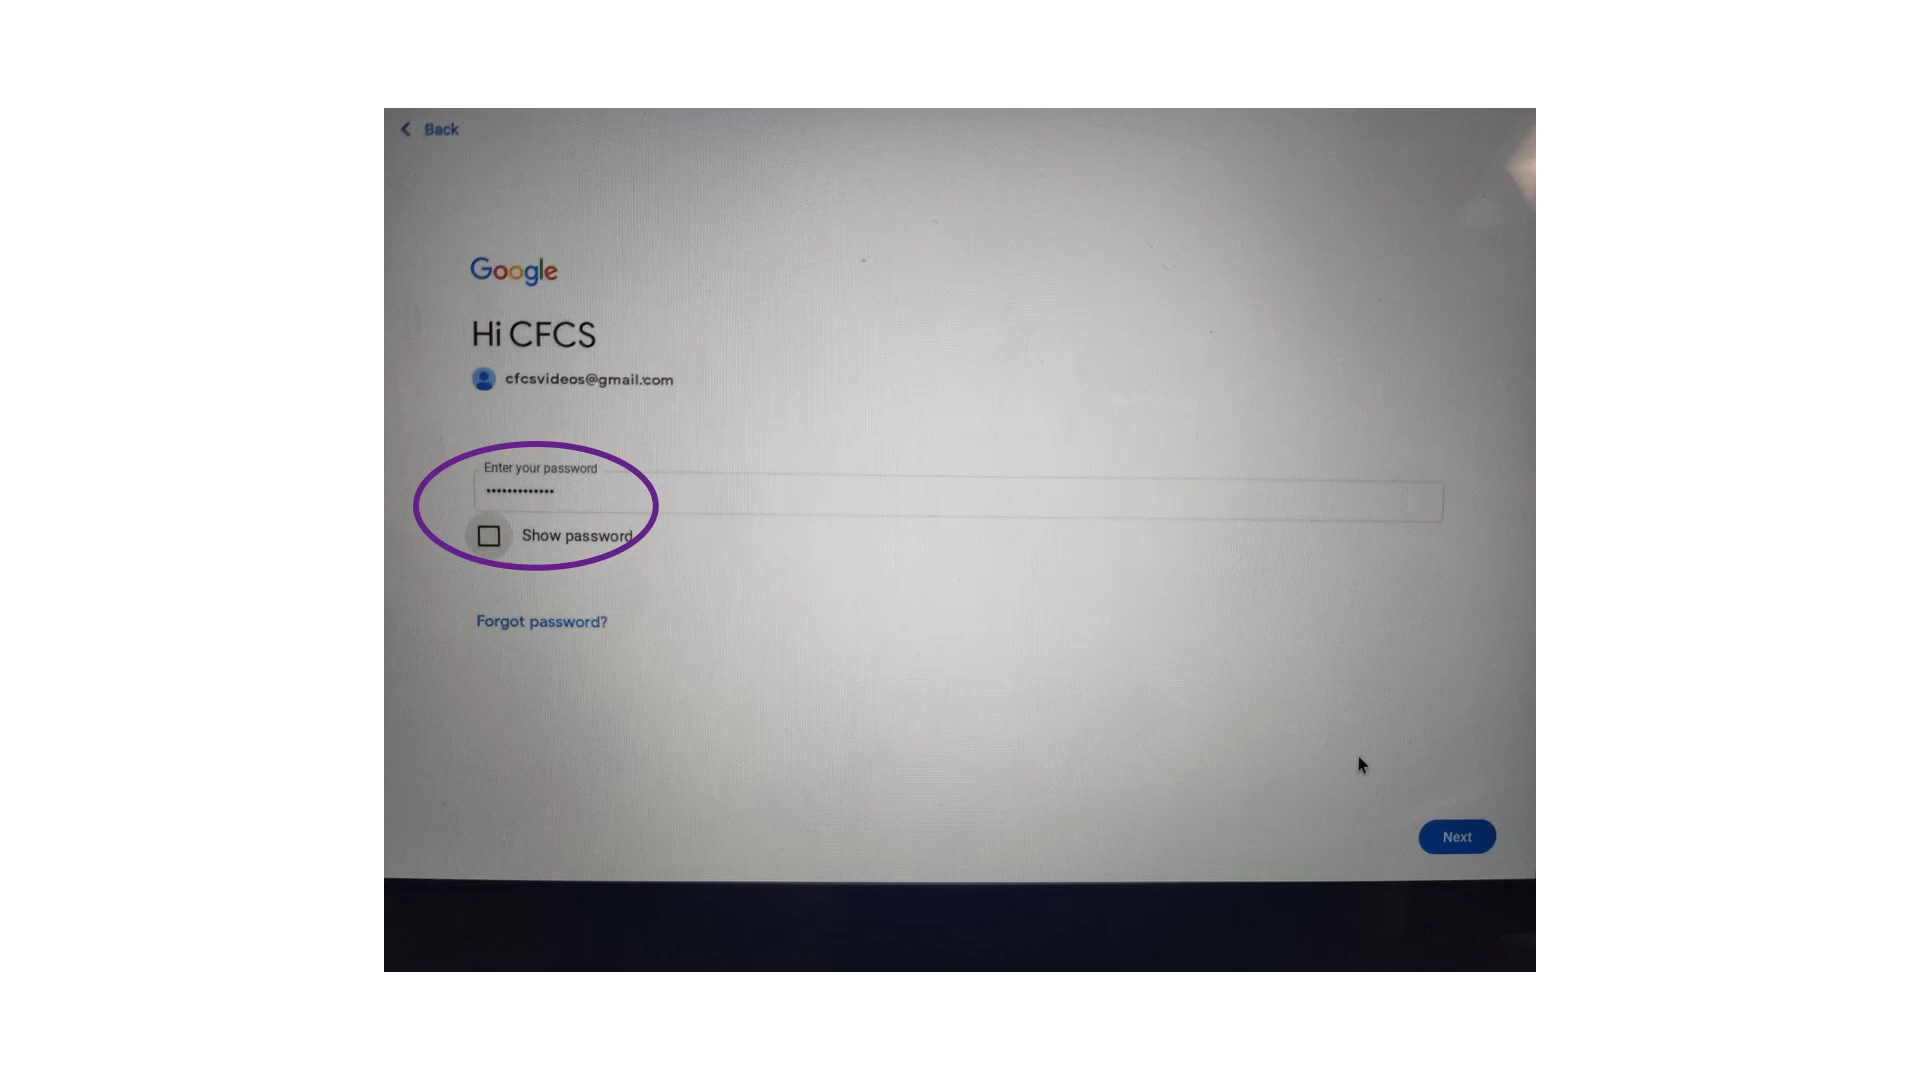 Back
Google
Hi CFCS
cfcsvideos@gmail.com
Enter your password
•••••••••••••
Show password
Forgot password?
Next